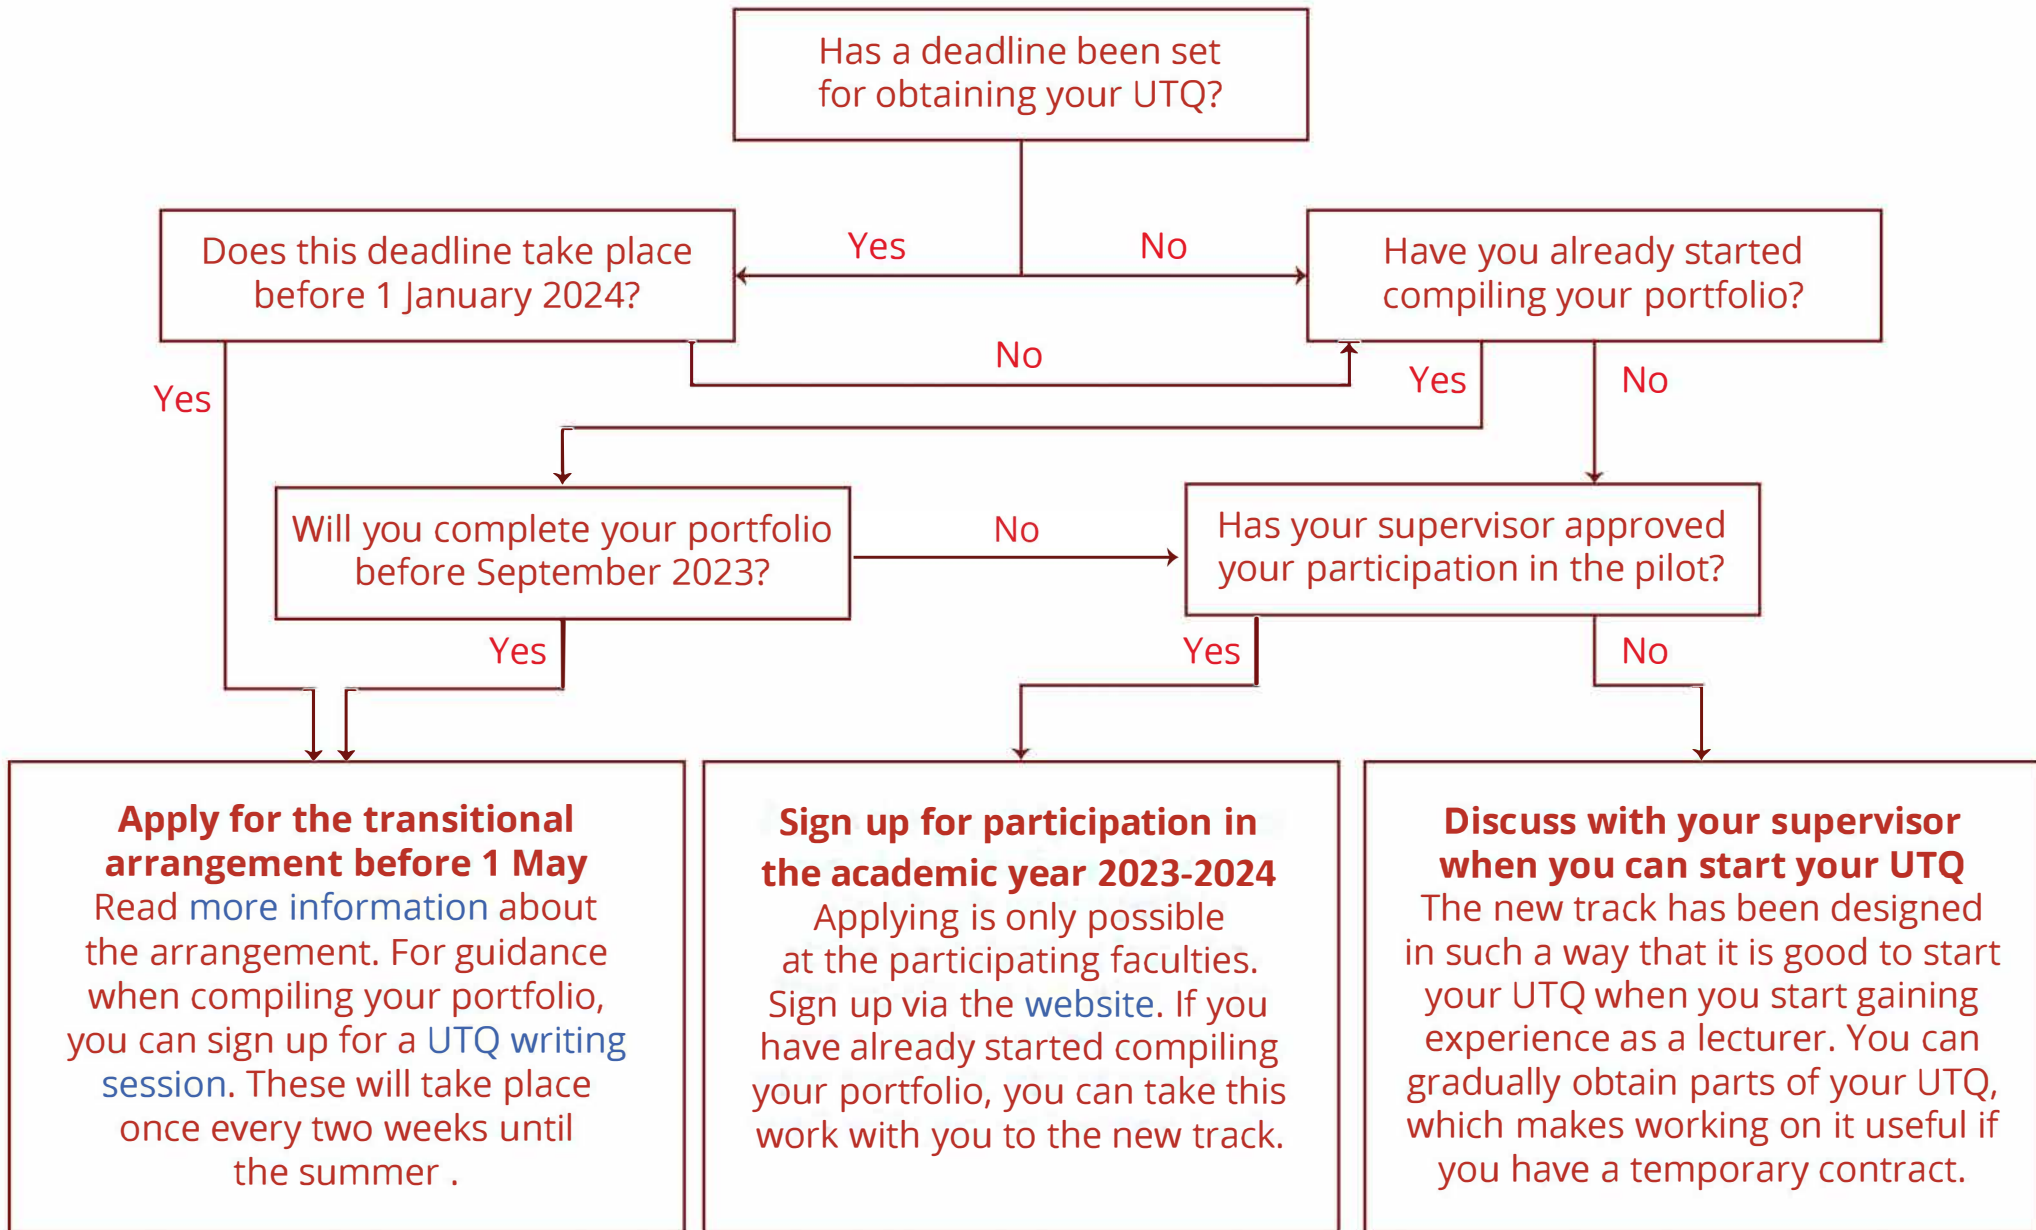 Has a deadline been set
for obtaining your UTQ?
Does this deadline take place
before 1 January 2024?
Yes
No
Have you already started
compiling your portfolio?
No
Yes
Yes
No
Will you complete your portfolio
before September 2023?
No
Has your supervisor approved
your participation in the pilot?
Yes
Yes
No
Apply for the transitional
arrangement before 1 May
Read more information about
the arrangement. For guidance
when compiling your portfolio,
you can sign up for a UTQ writing
session. These will take place
once every two weeks until
the summer .
Sign up for participation in
the academic year 2023-2024
Applying is only possible
at the participating faculties.
Sign up via the website. If you
have already started compiling
your portfolio, you can take this
work with you to the new track.
Discuss with your supervisor
when you can start your UTQ
The new track has been designed
in such a way that it is good to start
your UTQ when you start gaining
experience as a lecturer. You can
gradually obtain parts of your UTQ,
which makes working on it useful if
you have a temporary contract.